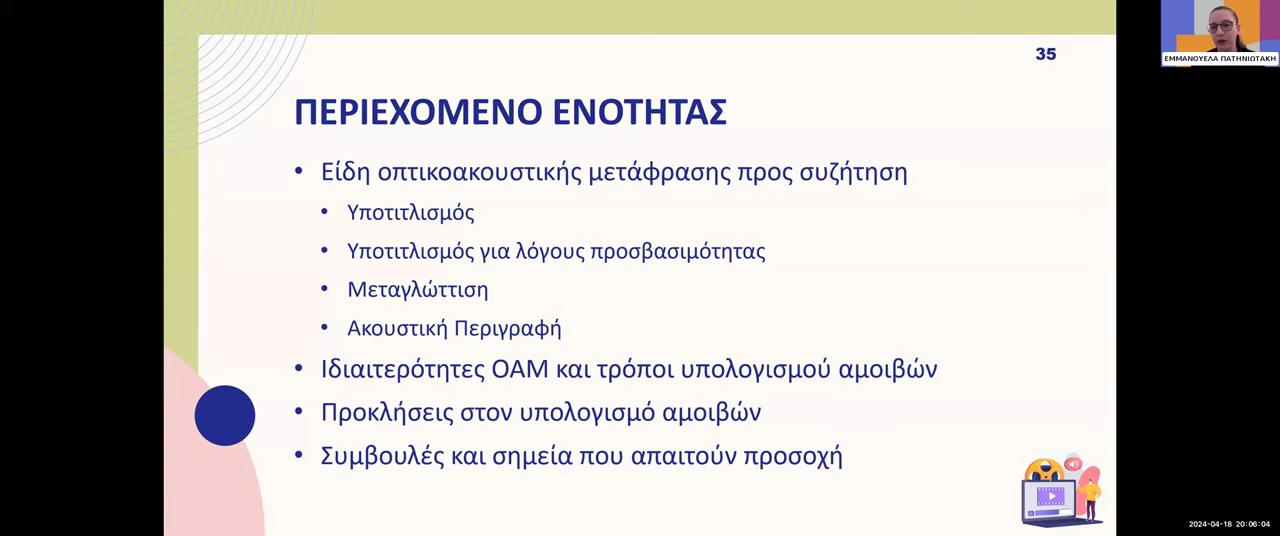 35
ΕΜΜΑΝΟΥΕΛΑ ΠΑΤΗΝΙΩΤΑΚΗ
ΠΕΡΙΕΧΟΜΕΝΟ ΕΝΟΤΗΤΑΣ
• Είδη οπτικοακουστικής μετάφρασης προς συζήτηση
• Υποτιτλισμός
• Υποτιτλισμός για λόγους προσβασιμότητας
• Μεταγλώττιση
• Ακουστική Περιγραφή
• Ιδιαιτερότητες ΟΑΜ και τρόποι υπολογισμού αμοιβών
• Προκλήσεις στον υπολογισμό αμοιβών
• Συμβουλές και σημεία που απαιτούν προσοχή
2024-04-18 20:06:04